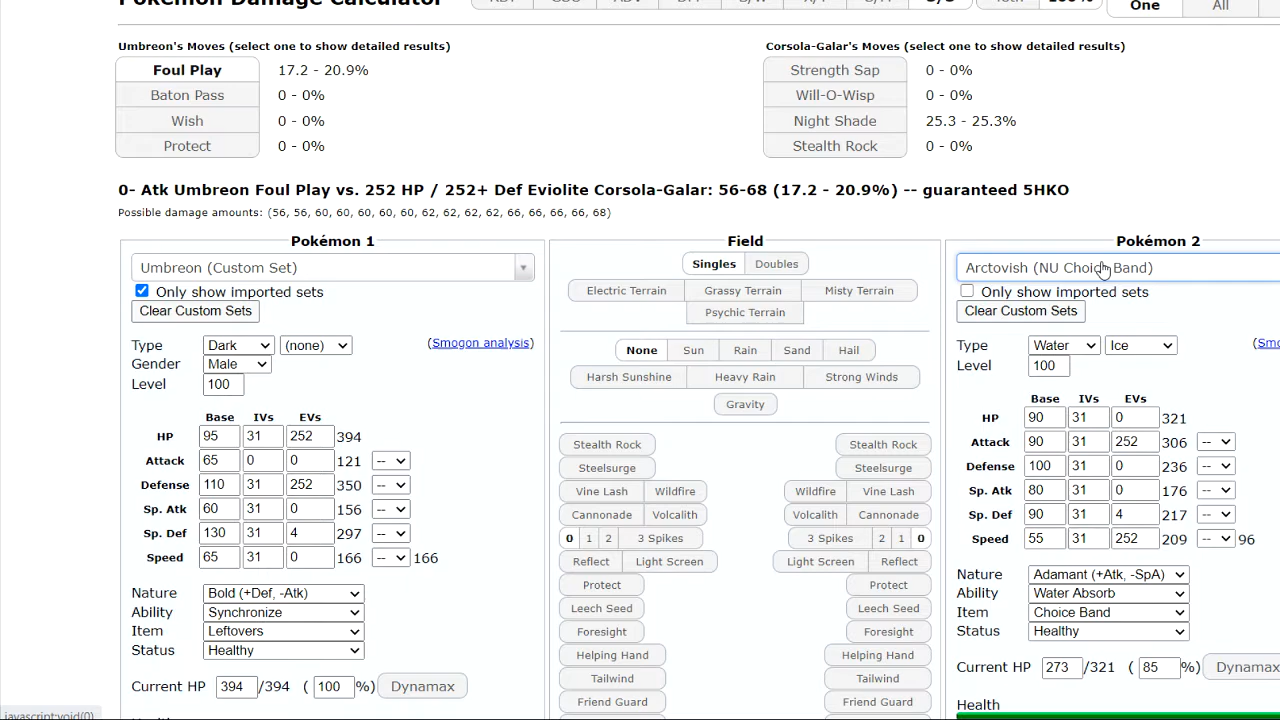 Pokémon Damage Calculator
One All
Umbreon's Moves (select one to show detailed results)
Foul Play 17.2 - 20.9%
Baton Pass 0 - 0%
Wish 0 - 0%
Protect 0 - 0%
Corsola-Galar's Moves (select one to show detailed results)
Strength Sap 0 - 0%
Will-O-Wisp 0 - 0%
Night Shade 25.3 - 25.3%
Stealth Rock 0 - 0%
0- Atk Umbreon Foul Play vs. 252 HP / 252+ Def Eviolite Corsola-Galar: 56-68 (17.2 - 20.9%) -- guaranteed 5HKO
Possible damage amounts: (56, 56, 60, 60, 60, 60, 60, 62, 62, 62, 62, 66, 66, 66, 66, 68)
Pokémon 1
Umbreon (Custom Set)
Only show imported sets
Clear Custom Sets
Type Dark (none) (Smogon analysis)
Gender Male
Level 100
Base IVs EVs
HP 95 31 252 394
Attack 65 0 0 121 --
Defense 110 31 252 350 --
Sp. Atk 60 31 0 156 --
Sp. Def 130 31 4 297 --
Speed 65 31 0 166 -- 166
Nature Bold (+Def, -Atk)
Ability Synchronize
Item Leftovers
Status Healthy
Current HP 394 /394 ( 100 %) Dynamax
Field
Singles Doubles
Electric Terrain Grassy Terrain Misty Terrain
Psychic Terrain
None Sun Rain Sand Hail
Harsh Sunshine Heavy Rain Strong Winds
Gravity
Stealth Rock Stealth Rock
Steelsurge Steelsurge
Vine Lash Wildfire Wildfire Vine Lash
Cannonade Volcalith Volcalith Cannonade
0 1 2 3 Spikes 3 Spikes 2 1 0
Reflect Light Screen Light Screen Reflect
Protect Protect
Leech Seed Leech Seed
Foresight Foresight
Helping Hand Helping Hand
Tailwind Tailwind
Friend Guard Friend Guard
Pokémon 2
Arctovish (NU Choice Band)
Only show imported sets
Clear Custom Sets
Type Water Ice (Smo
Level 100
Base IVs EVs
HP 90 31 0 321
Attack 90 31 252 306 --
Defense 100 31 0 236 --
Sp. Atk 80 31 0 176 --
Sp. Def 90 31 4 217 --
Speed 55 31 252 209 -- 96
Nature Adamant (+Atk, -SpA)
Ability Water Absorb
Item Choice Band
Status Healthy
Current HP 273 /321 ( 85 %) Dynamax
Health
javascript:void(0)